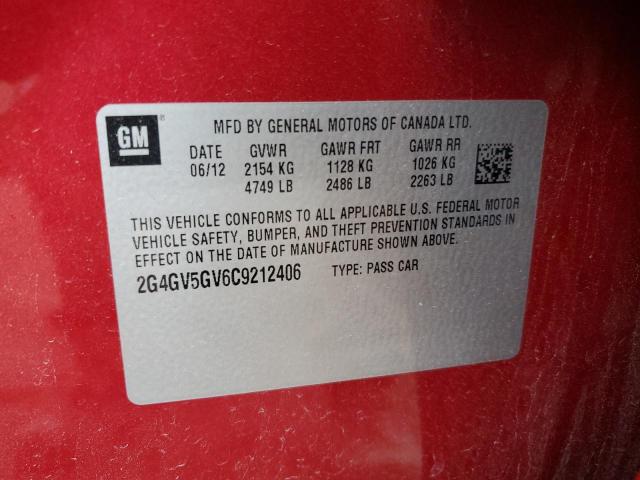 GM ®
MFD BY GENERAL MOTORS OF CANADA LTD.
DATE GVWR GAWR FRT GAWR RR
06/12 2154 KG 1128 KG 1026 KG
4749 LB 2486 LB 2263 LB
THIS VEHICLE CONFORMS TO ALL APPLICABLE U.S. FEDERAL MOTOR
VEHICLE SAFETY, BUMPER, AND THEFT PREVENTION STANDARDS IN
EFFECT ON THE DATE OF MANUFACTURE SHOWN ABOVE.
2G4GV5GV6C9212406 TYPE: PASS CAR